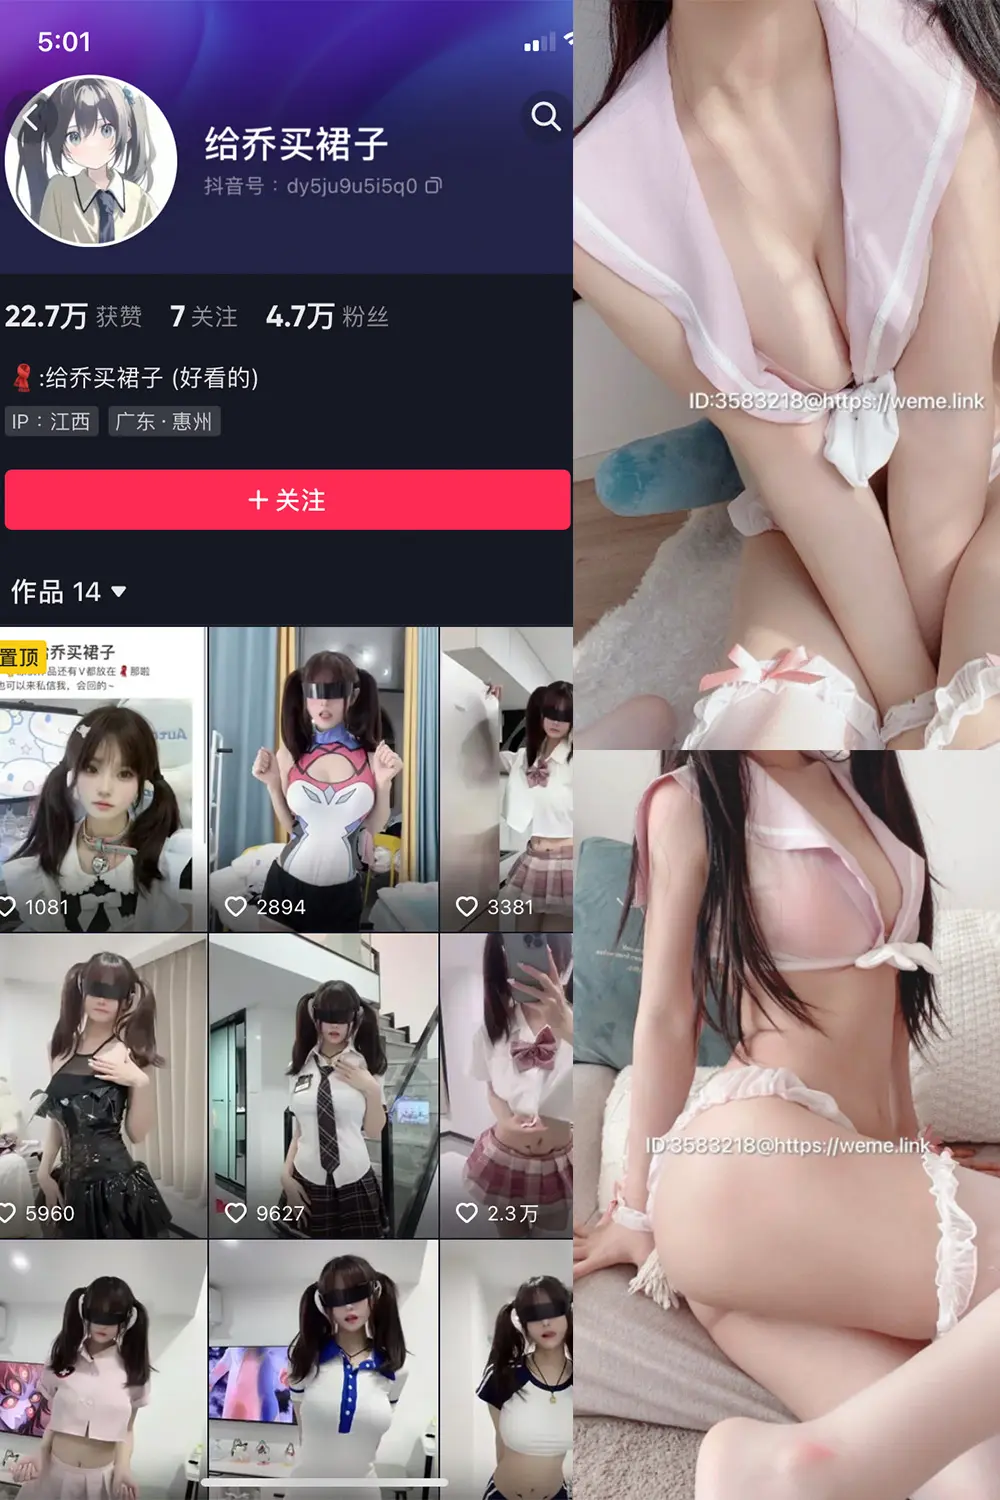 5:01
给乔买裙子
抖音号：dy5ju9u5i5q0
22.7万 获赞 7 关注 4.7万 粉丝
:给乔买裙子 (好看的)
IP：江西 广东·惠州
+ 关注
作品 14
置顶
乔买裙子
品还有V都放在 那啦
也可以来私信我，会回的~
1081
2894
3381
5960
9627
2.3万
ID:3583218@https://weme.link
ID:3583218@https://weme.link